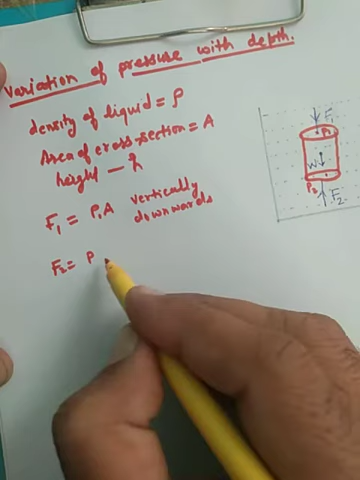 Variation of pressure with depth.
density of liquid = ρ
Area of cross-section = A
height — h
F₁ = P₁A vertically downwards
F₂ = P
F₁
P₁
W
P₂
F₂